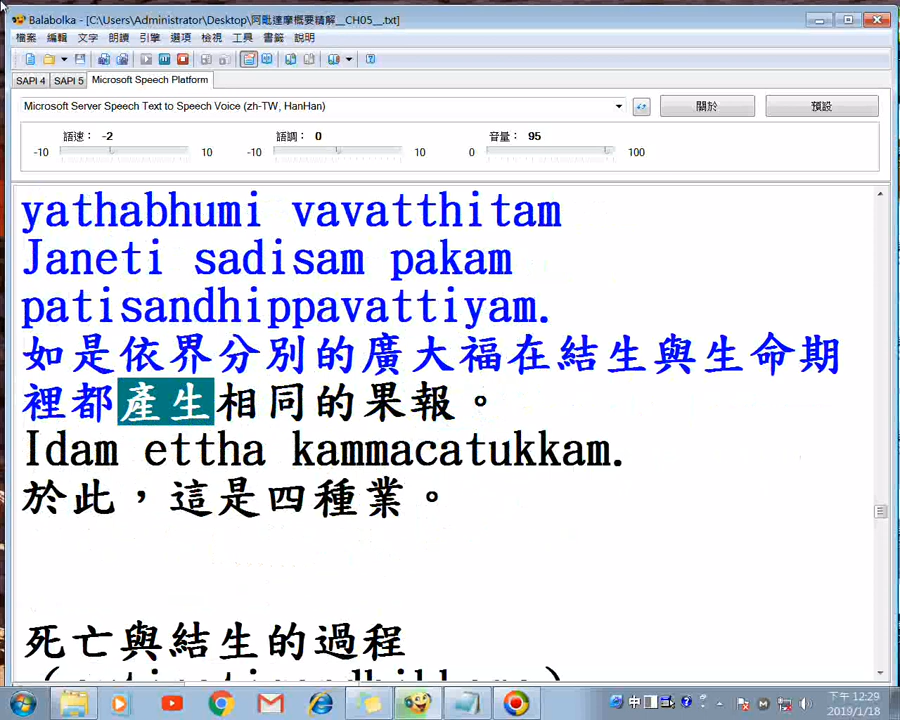 Balabolka - [C:\Users\Administrator\Desktop\阿毗達摩概要精解__CH05__.txt]
檔案 編輯 文字 朗讀 引擎 選項 檢視 工具 書籤 說明
SAPI 4 SAPI 5 Microsoft Speech Platform
Microsoft Server Speech Text to Speech Voice (zh-TW, HanHan) 關於 預設
語速： -2 語調： 0 音量： 95
-10 10 -10 10 0 100
yathabhumi vavatthitam
Janeti sadisam pakam
patisandhippavattiyam.
如是依界分別的廣大福在結生與生命期
裡都產生相同的果報。
Idam ettha kammacatukkam.
於此，這是四種業。
死亡與結生的過程
中
下午 12:29
2019/1/18